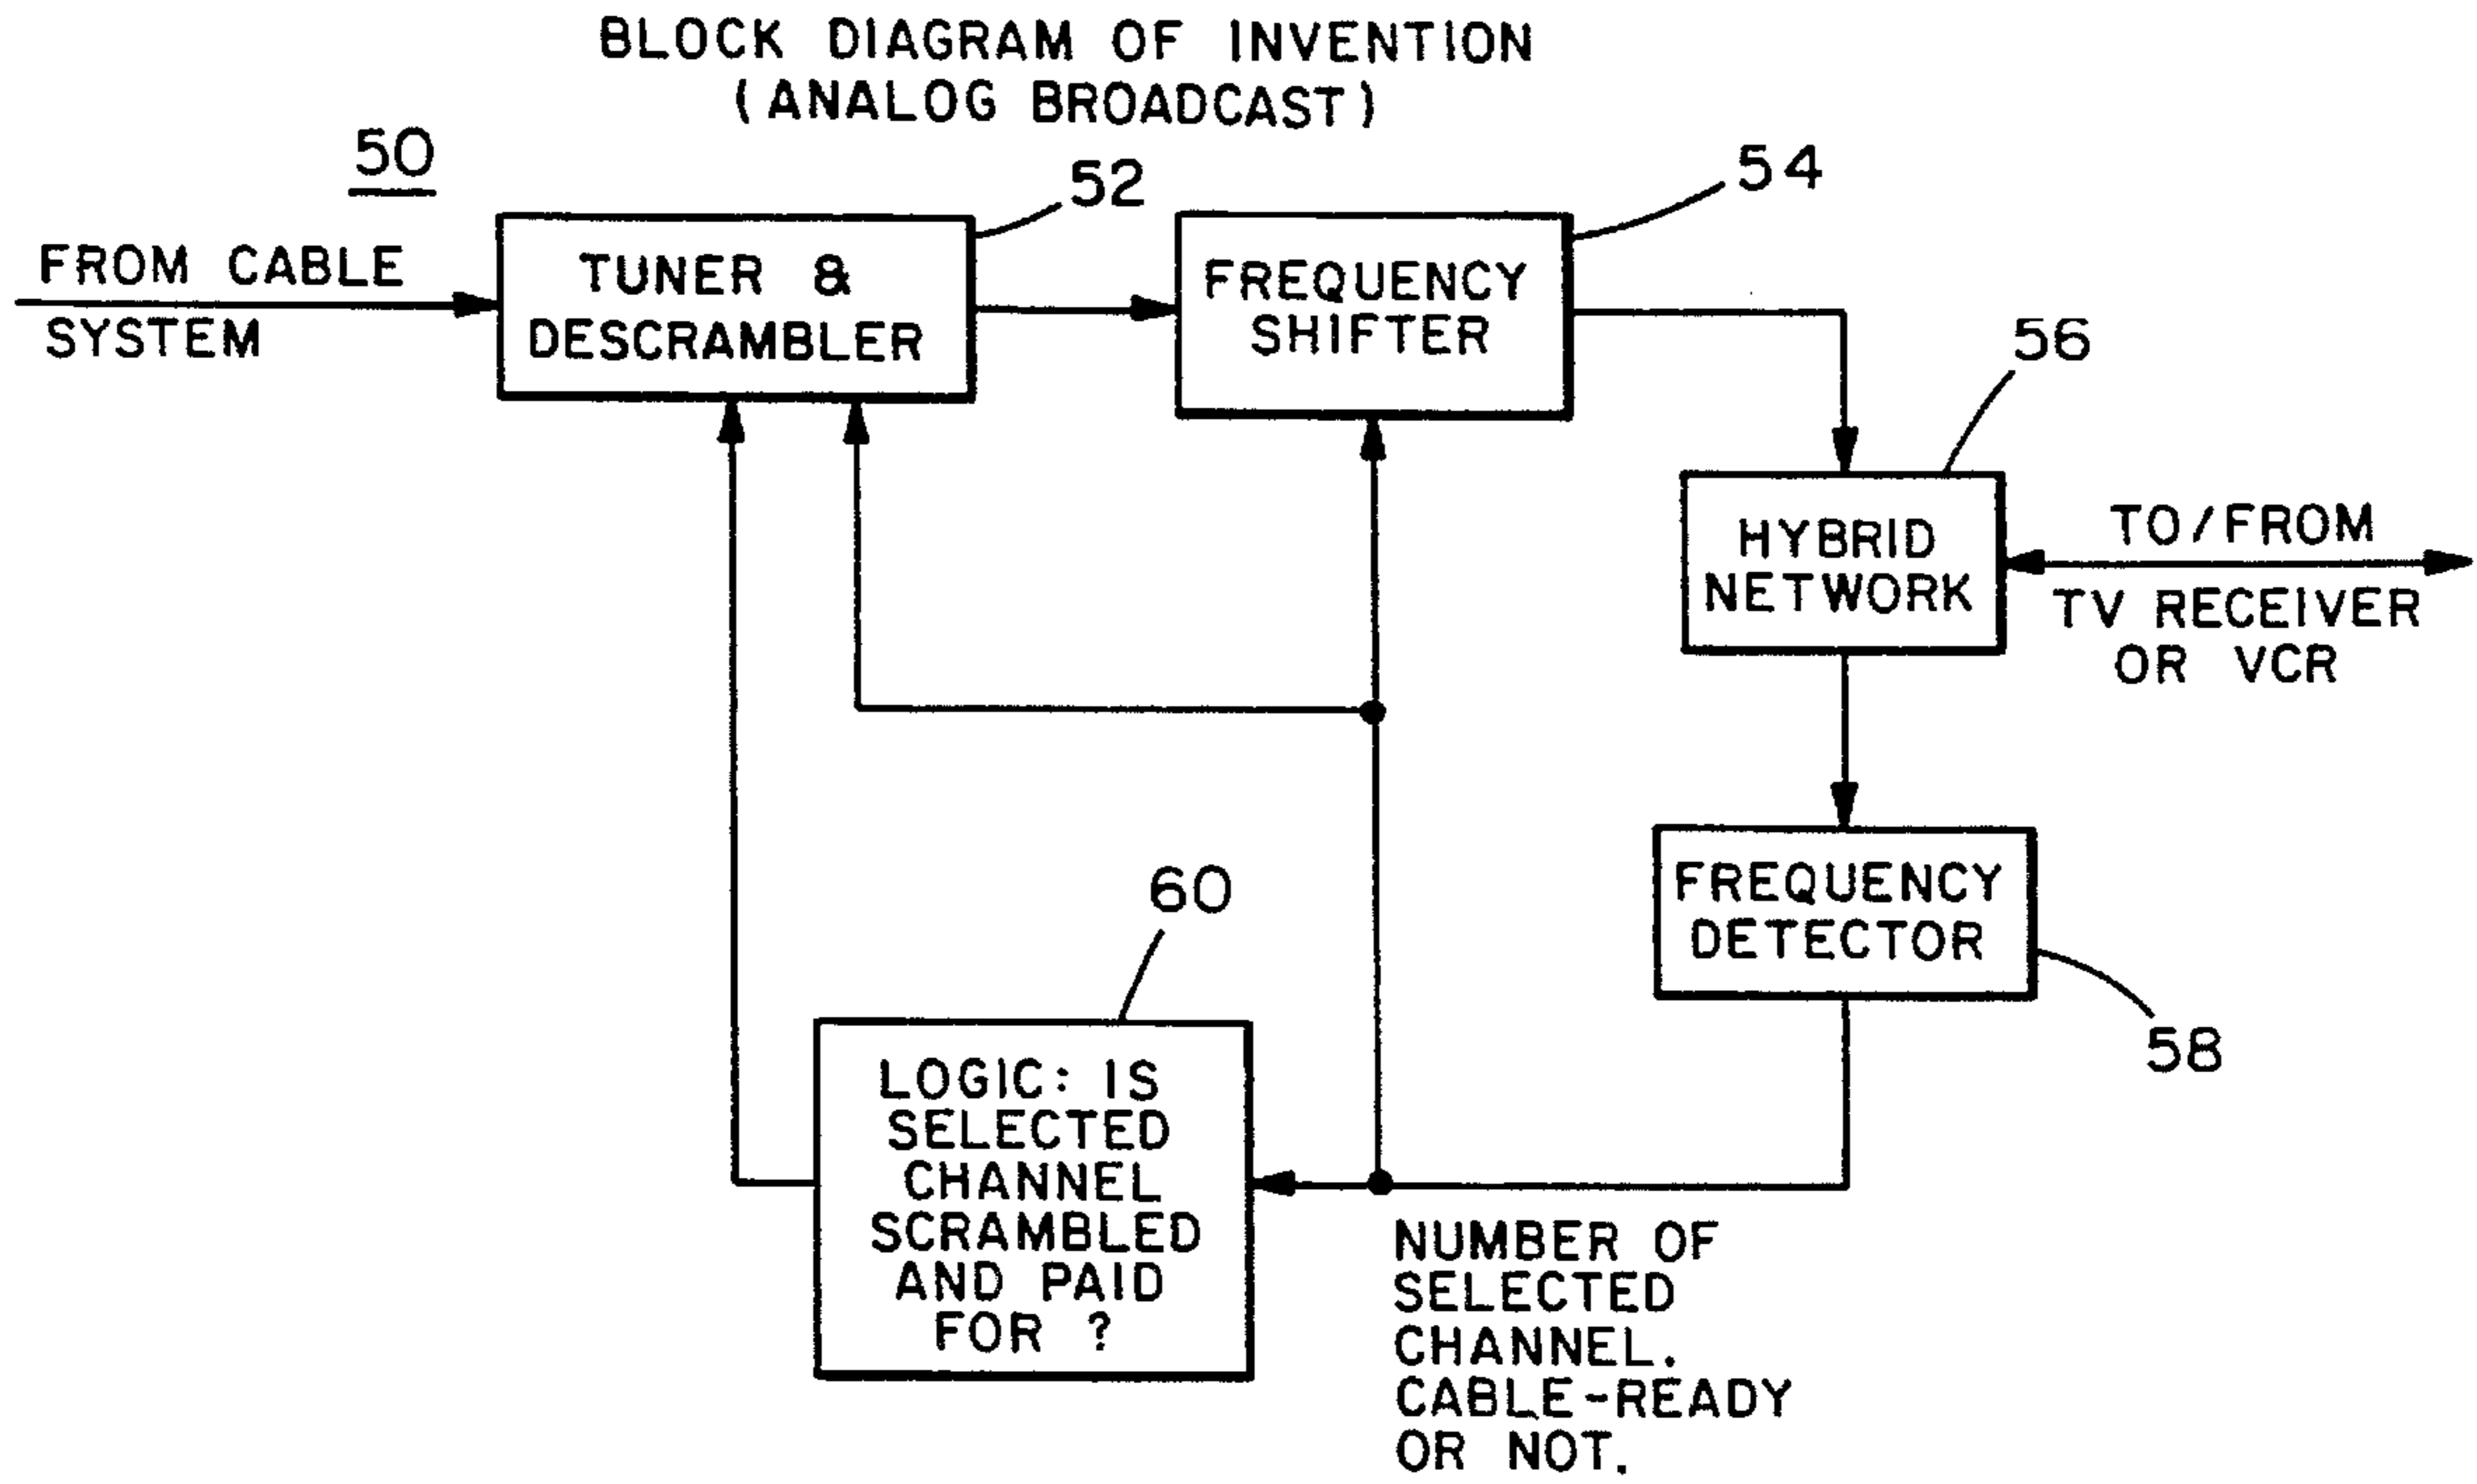 BLOCK DIAGRAM OF INVENTION
(ANALOG BROADCAST)
50
52
54
FROM CABLE
SYSTEM
TUNER &
DESCRAMBLER
FREQUENCY
SHIFTER
56
HYBRID
NETWORK
TO/FROM
TV RECEIVER
OR VCR
60
FREQUENCY
DETECTOR
58
LOGIC: IS
SELECTED
CHANNEL
SCRAMBLED
AND PAID
FOR ?
NUMBER OF
SELECTED
CHANNEL.
CABLE-READY
OR NOT.